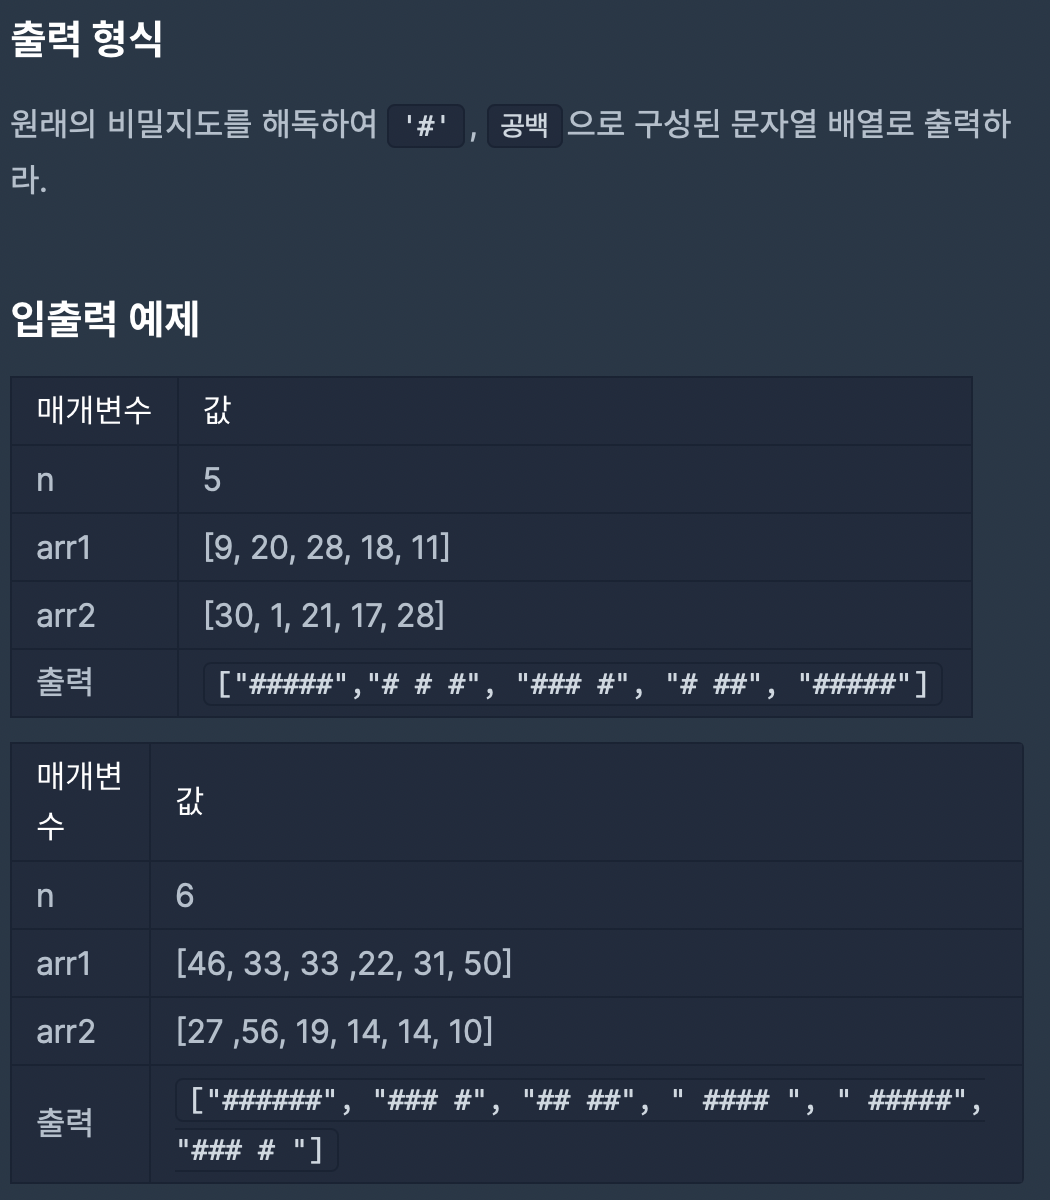 출력 형식
원래의 비밀지도를 해독하여 '#', 공백으로 구성된 문자열 배열로 출력하
라.
입출력 예제
매개변수 값
n 5
arr1 [9, 20, 28, 18, 11]
arr2 [30, 1, 21, 17, 28]
출력 ["#####","# # #", "### #", "# ##", "#####"]
매개변
수
값
n 6
arr1 [46, 33, 33 ,22, 31, 50]
arr2 [27 ,56, 19, 14, 14, 10]
출력
["######", "### #", "## ##", " #### ", " #####",
"### # "]